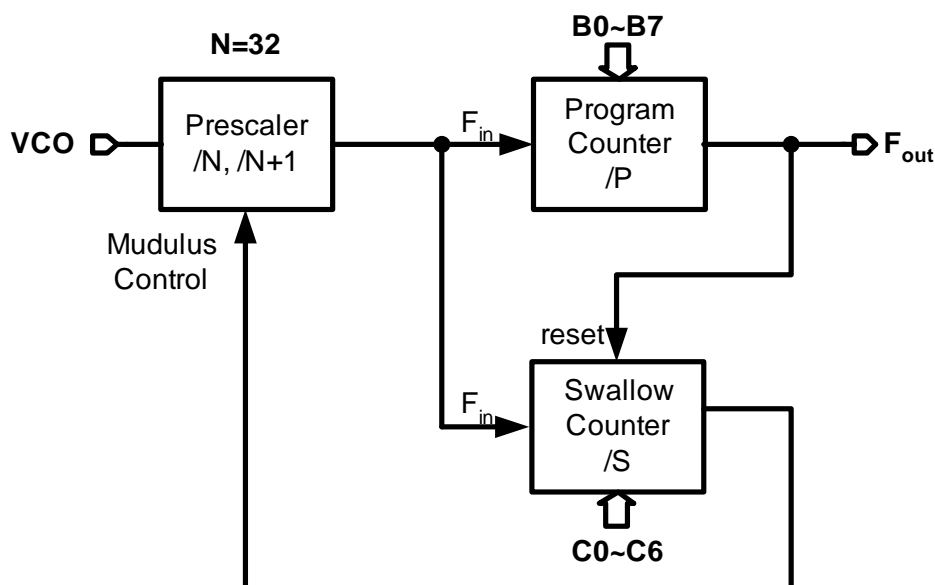 N=32
B0~B7
VCO
Prescaler
/N, /N+1
Fin
Program
Counter
/P
Fout
Mudulus
Control
reset
Fin
Swallow
Counter
/S
C0~C6